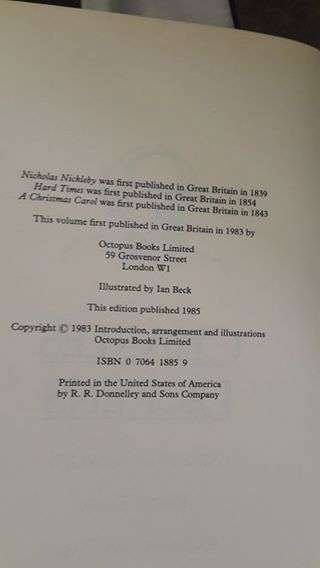 Nicholas Nickleby was first published in Great Britain in 1839
Hard Times was first published in Great Britain in 1854
A Christmas Carol was first published in Great Britain in 1843
This volume first published in Great Britain in 1983 by
Octopus Books Limited
59 Grosvenor Street
London W1
Illustrated by Ian Beck
This edition published 1985
Copyright © 1983 Introduction, arrangement and illustrations
Octopus Books Limited
ISBN 0 7064 1885 9
Printed in the United States of America
by R. R. Donnelley and Sons Company